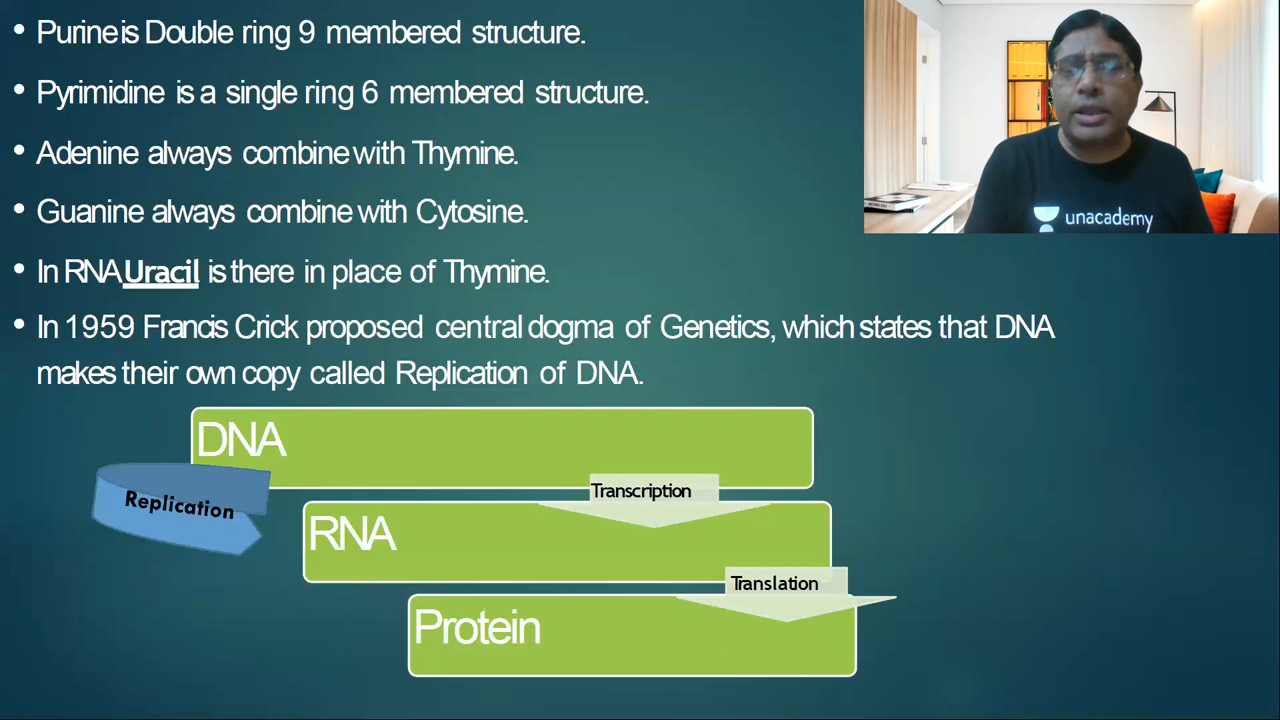 • Purine is Double ring 9 membered structure.
• Pyrimidine is a single ring 6 membered structure.
• Adenine always combine with Thymine.
• Guanine always combine with Cytosine.
• In RNA Uracil is there in place of Thymine.
• In 1959 Francis Crick proposed central dogma of Genetics, which states that DNA
makes their own copy called Replication of DNA.
DNA
Replication
Transcription
RNA
Translation
Protein
unacademy